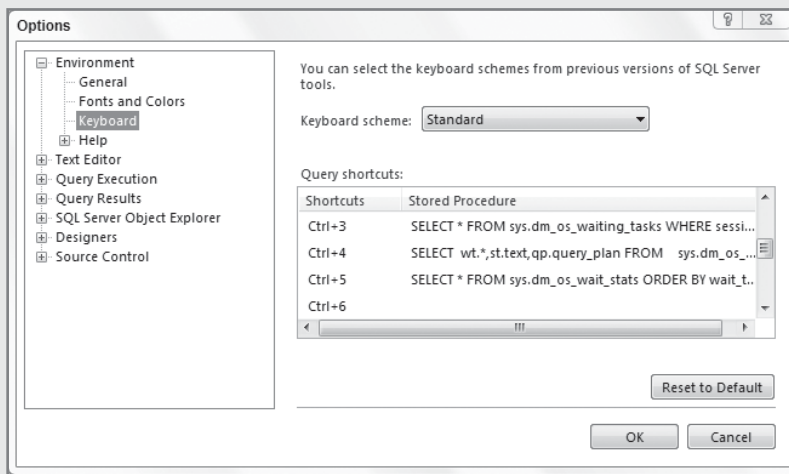 Options
Environment
General
Fonts and Colors
Keyboard
Help
Text Editor
Query Execution
Query Results
SQL Server Object Explorer
Designers
Source Control
You can select the keyboard schemes from previous versions of SQL Server
tools.
Keyboard scheme: Standard
Query shortcuts:
Shortcuts Stored Procedure
Ctrl+3 SELECT * FROM sys.dm_os_waiting_tasks WHERE sessi...
Ctrl+4 SELECT wt.*,st.text,qp.query_plan FROM sys.dm_os_...
Ctrl+5 SELECT * FROM sys.dm_os_wait_stats ORDER BY wait_t...
Ctrl+6
Reset to Default
OK Cancel